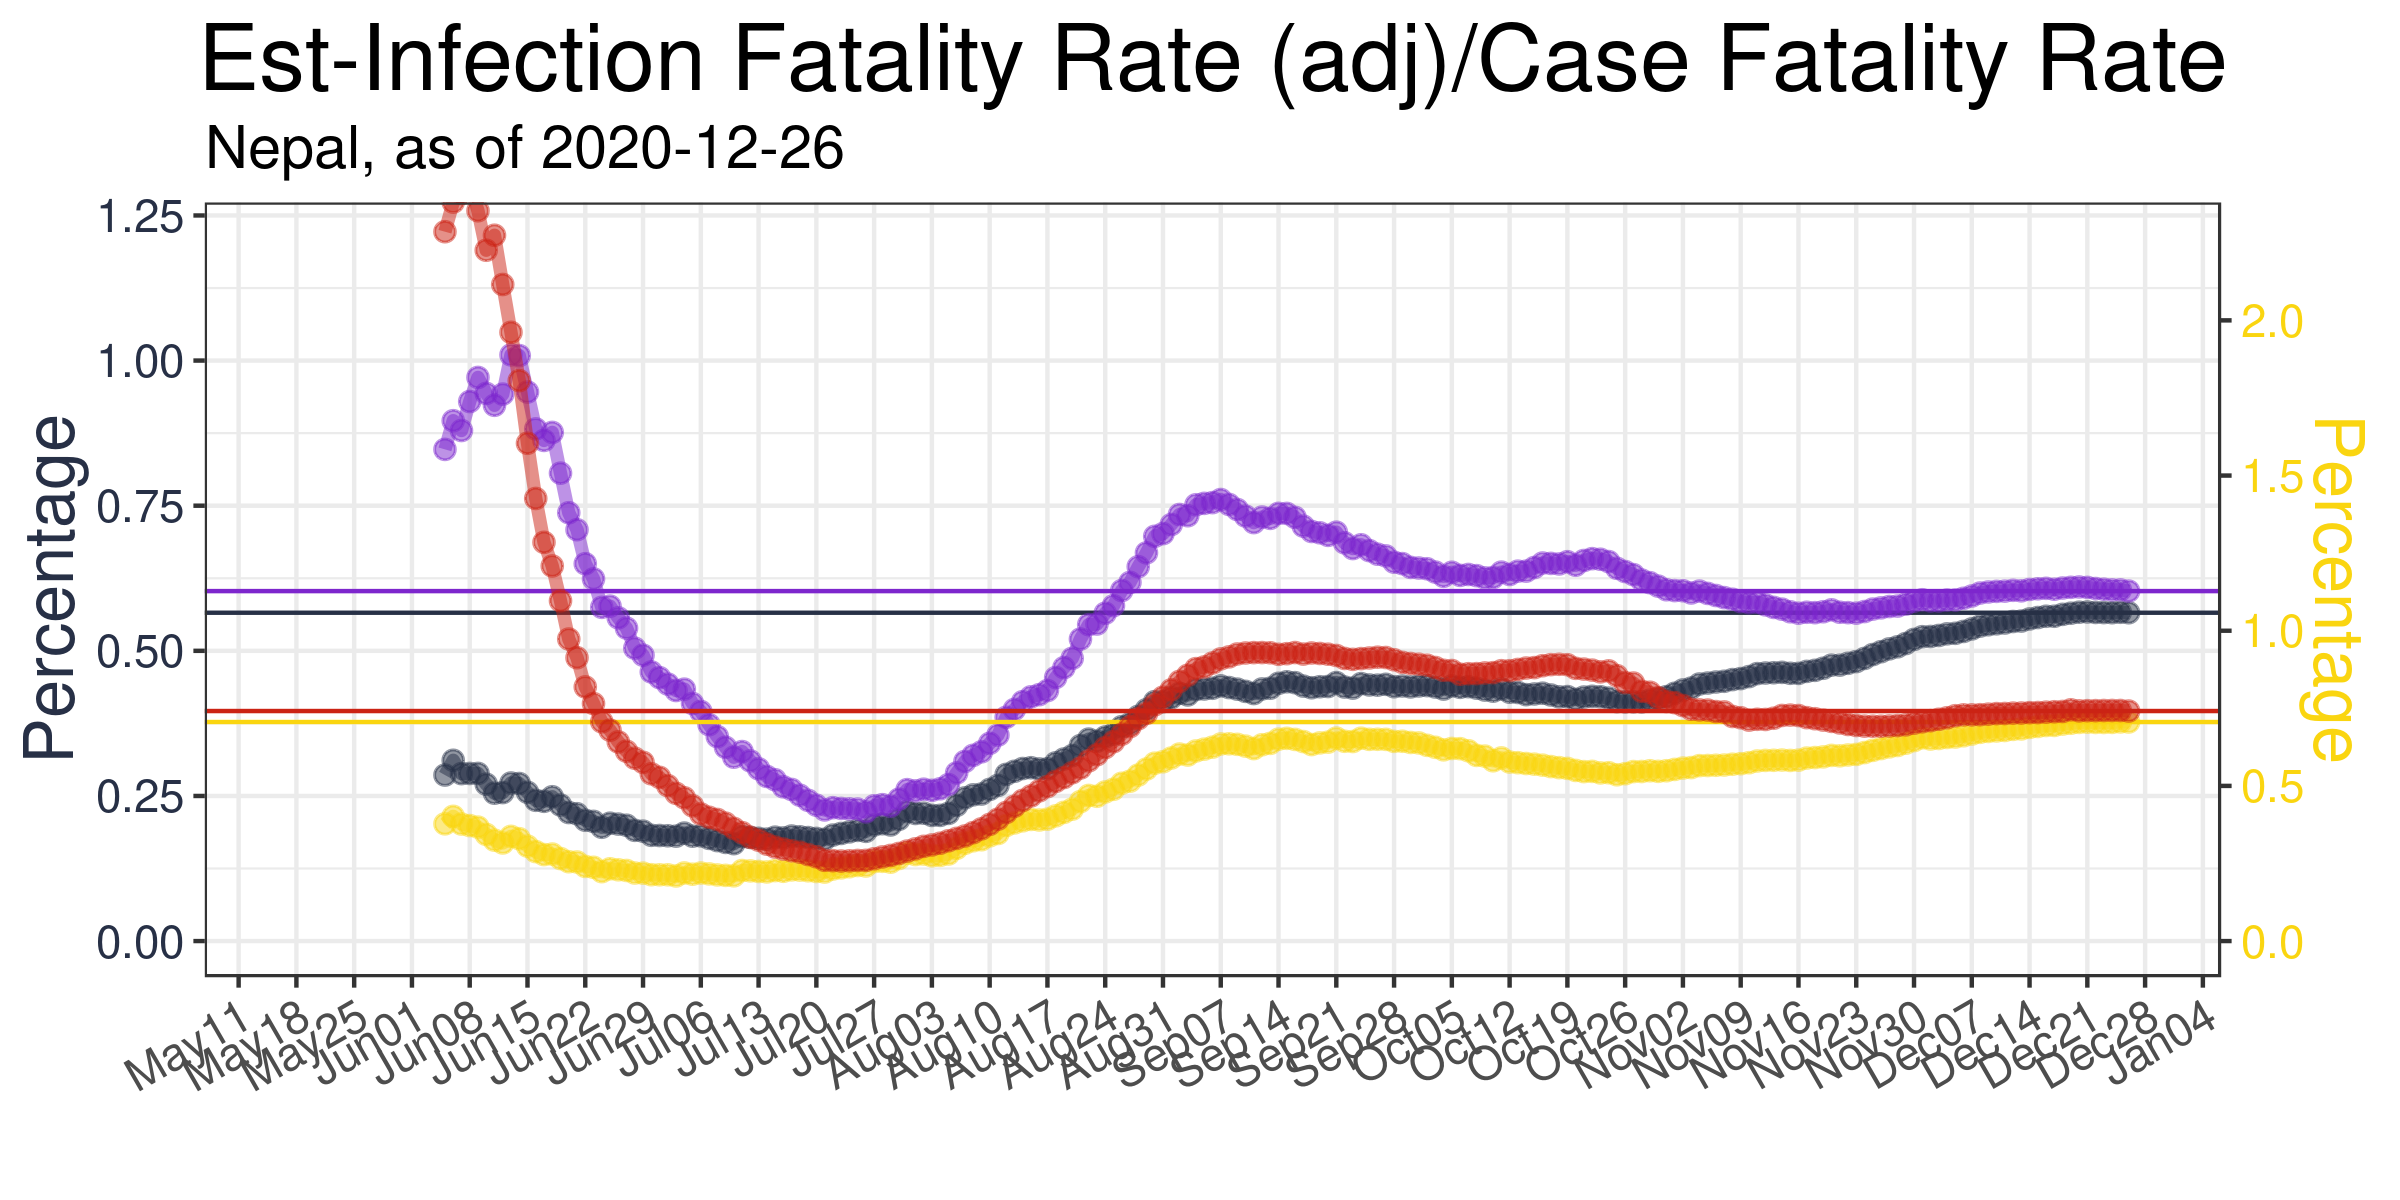 Est-Infection Fatality Rate (adj)/Case Fatality Rate
Nepal, as of 2020-12-26
Percentage
1.25
1.00
0.75
0.50
0.25
0.00
2.0
1.5
1.0
0.5
0.0
Percentage
May11
May18
May25
Jun01
Jun08
Jun15
Jun22
Jun29
Jul06
Jul13
Jul20
Jul27
Aug03
Aug10
Aug17
Aug24
Aug31
Sep07
Sep14
Sep21
Sep28
Oct05
Oct12
Oct19
Oct26
Nov02
Nov09
Nov16
Nov23
Nov30
Dec07
Dec14
Dec21
Dec28
Jan04